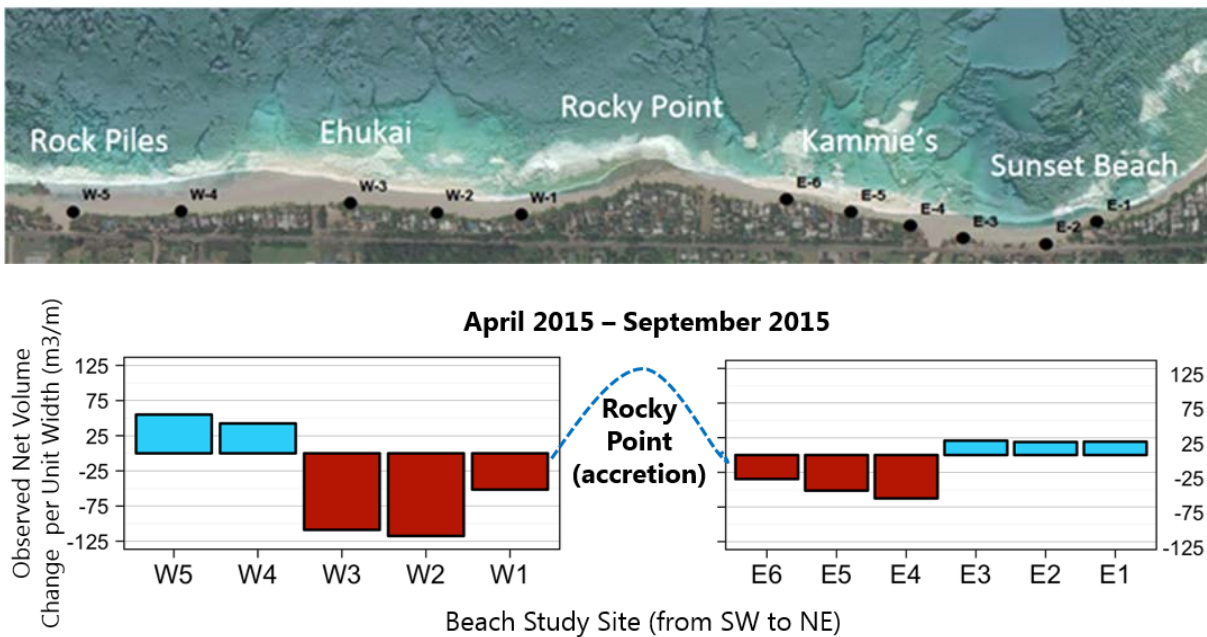 Rock Piles
Ehukai
Rocky Point
Kammie's
Sunset Beach
W-5
W-4
W-3
W-2
W-1
E-6
E-5
E-4
E-3
E-2
E-1
April 2015 – September 2015
Observed Net Volume
Change per Unit Width (m3/m)
125
75
25
-25
-75
-125
Rocky
Point
(accretion)
125
75
25
-25
-75
-125
W5 W4 W3 W2 W1
E6 E5 E4 E3 E2 E1
Beach Study Site (from SW to NE)